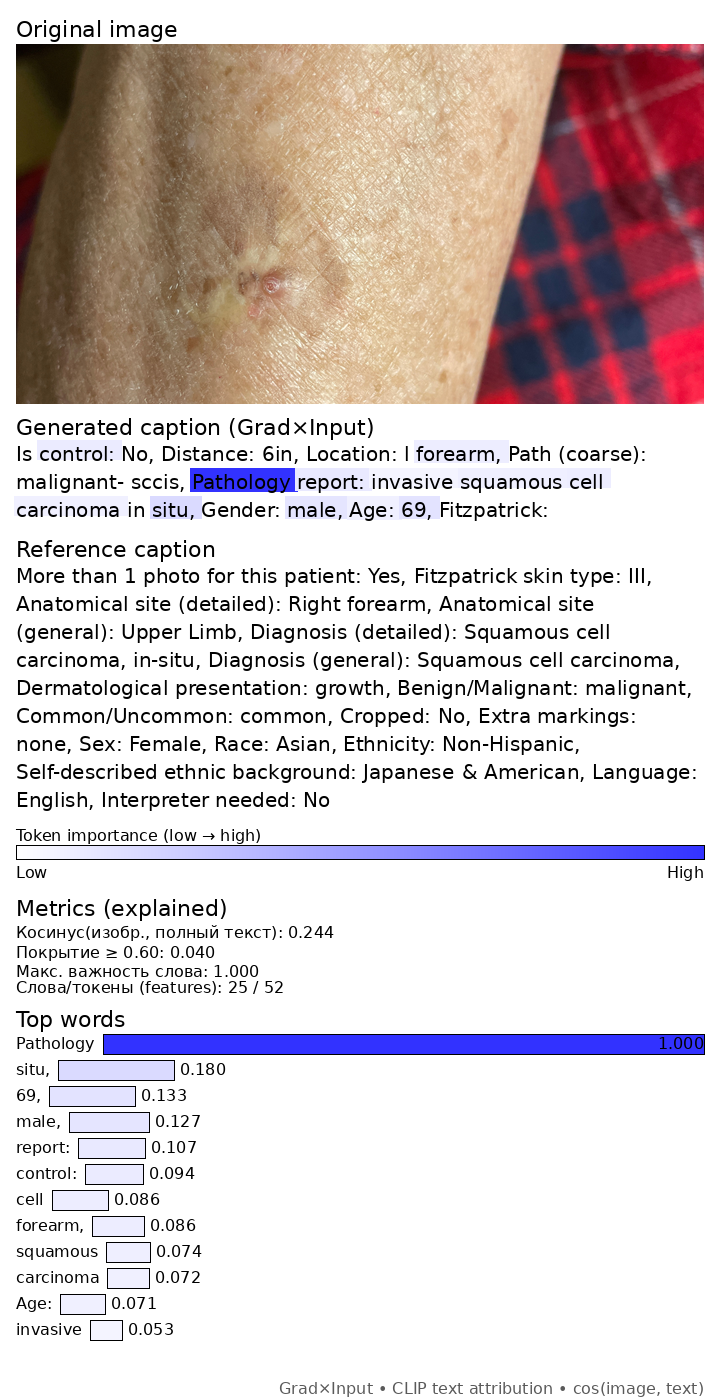 Original image
Generated caption (Grad×Input)
Is control: No, Distance: 6in, Location: l forearm, Path (coarse):
malignant- sccis, Pathology report: invasive squamous cell
carcinoma in situ, Gender: male, Age: 69, Fitzpatrick:
Reference caption
More than 1 photo for this patient: Yes, Fitzpatrick skin type: III,
Anatomical site (detailed): Right forearm, Anatomical site
(general): Upper Limb, Diagnosis (detailed): Squamous cell
carcinoma, in-situ, Diagnosis (general): Squamous cell carcinoma,
Dermatological presentation: growth, Benign/Malignant: malignant,
Common/Uncommon: common, Cropped: No, Extra markings:
none, Sex: Female, Race: Asian, Ethnicity: Non-Hispanic,
Self-described ethnic background: Japanese & American, Language:
English, Interpreter needed: No
Token importance (low → high)
Low High
Metrics (explained)
Косинус(изобр., полный текст): 0.244
Покрытие ≥ 0.60: 0.040
Макс. важность слова: 1.000
Слова/токены (features): 25 / 52
Top words
Pathology 1.000
situ, 0.180
69, 0.133
male, 0.127
report: 0.107
control: 0.094
cell 0.086
forearm, 0.086
squamous 0.074
carcinoma 0.072
Age: 0.071
invasive 0.053
Grad×Input • CLIP text attribution • cos(image, text)